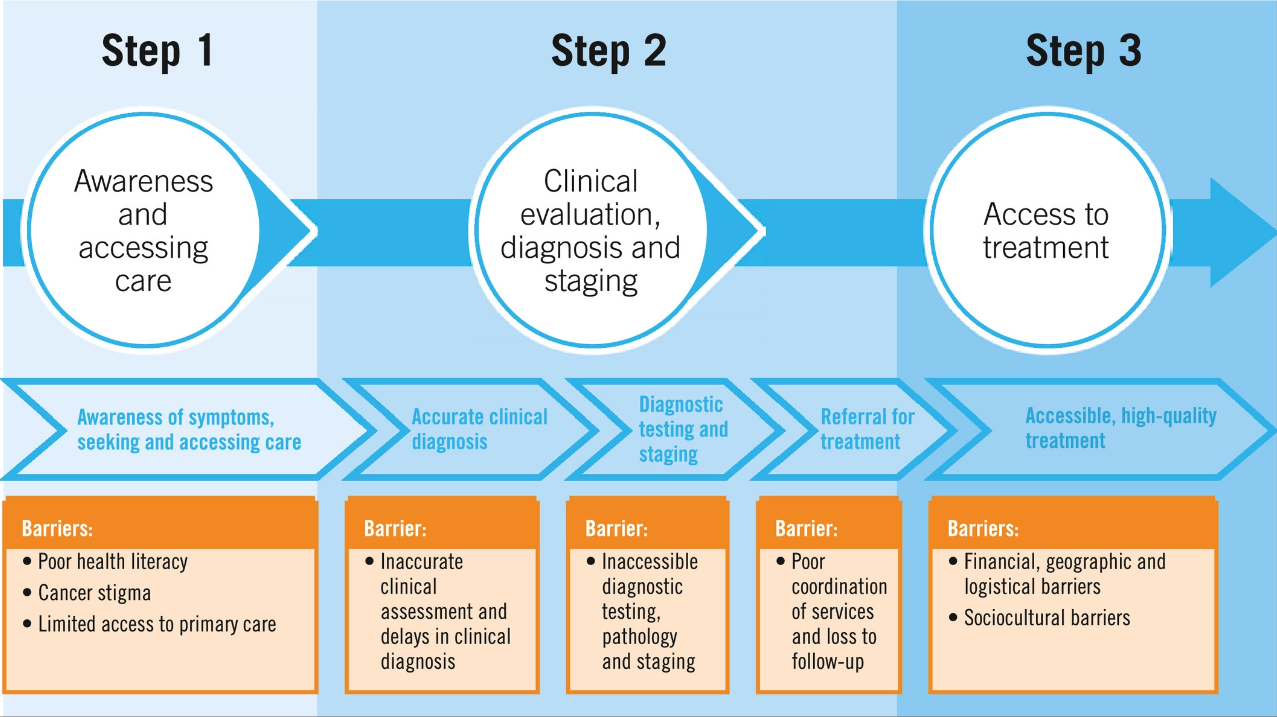 Step 1
Step 2
Step 3
Awareness
and
accessing
care
Clinical
evaluation,
diagnosis and
staging
Access to
treatment
Awareness of symptoms,
seeking and accessing care
Accurate clinical
diagnosis
Diagnostic
testing and
staging
Referral for
treatment
Accessible, high-quality
treatment
Barriers:
• Poor health literacy
• Cancer stigma
• Limited access to primary care
Barrier:
• Inaccurate
clinical
assessment and
delays in clinical
diagnosis
Barrier:
• Inaccessible
diagnostic
testing,
pathology
and staging
Barrier:
• Poor
coordination
of services
and loss to
follow-up
Barriers:
• Financial, geographic and
logistical barriers
• Sociocultural barriers